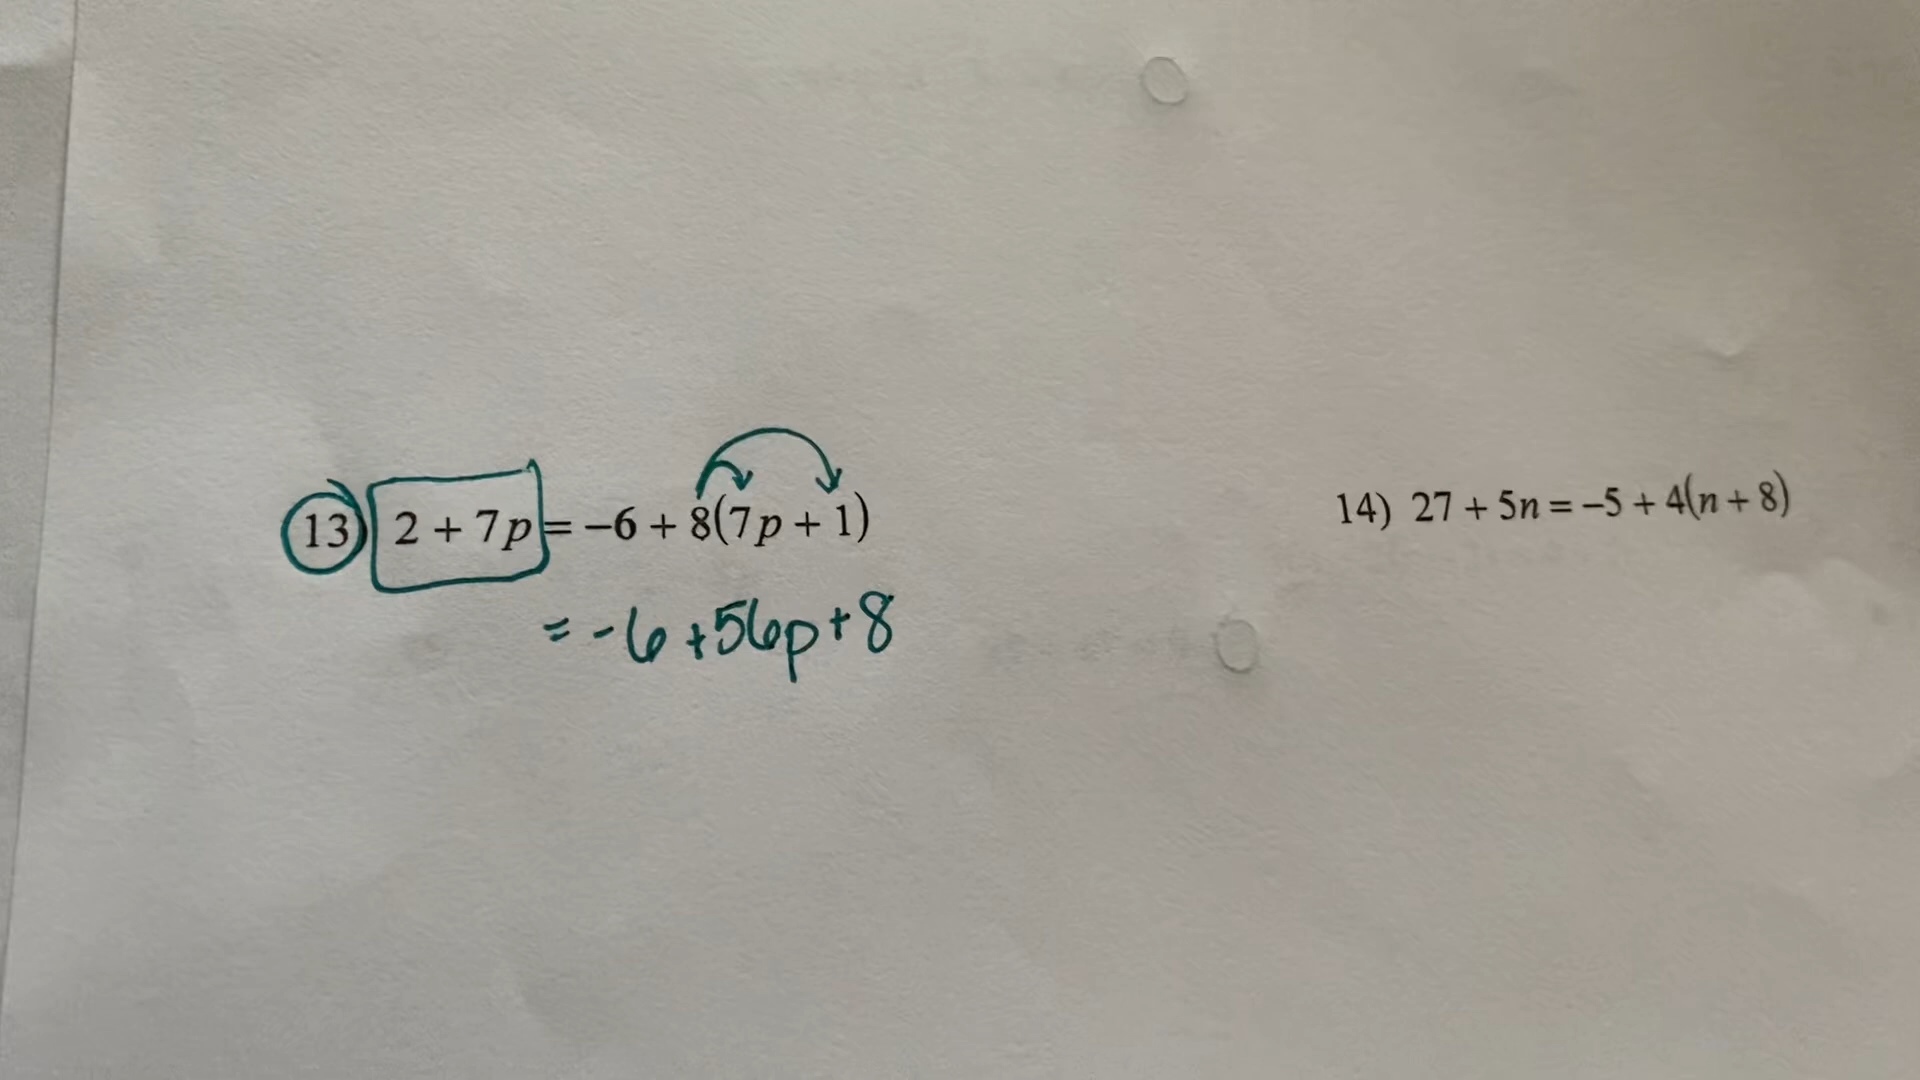 13) 2 + 7p = −6 + 8(7p + 1)
= -6 + 56p + 8
14) 27 + 5n = −5 + 4(n + 8)